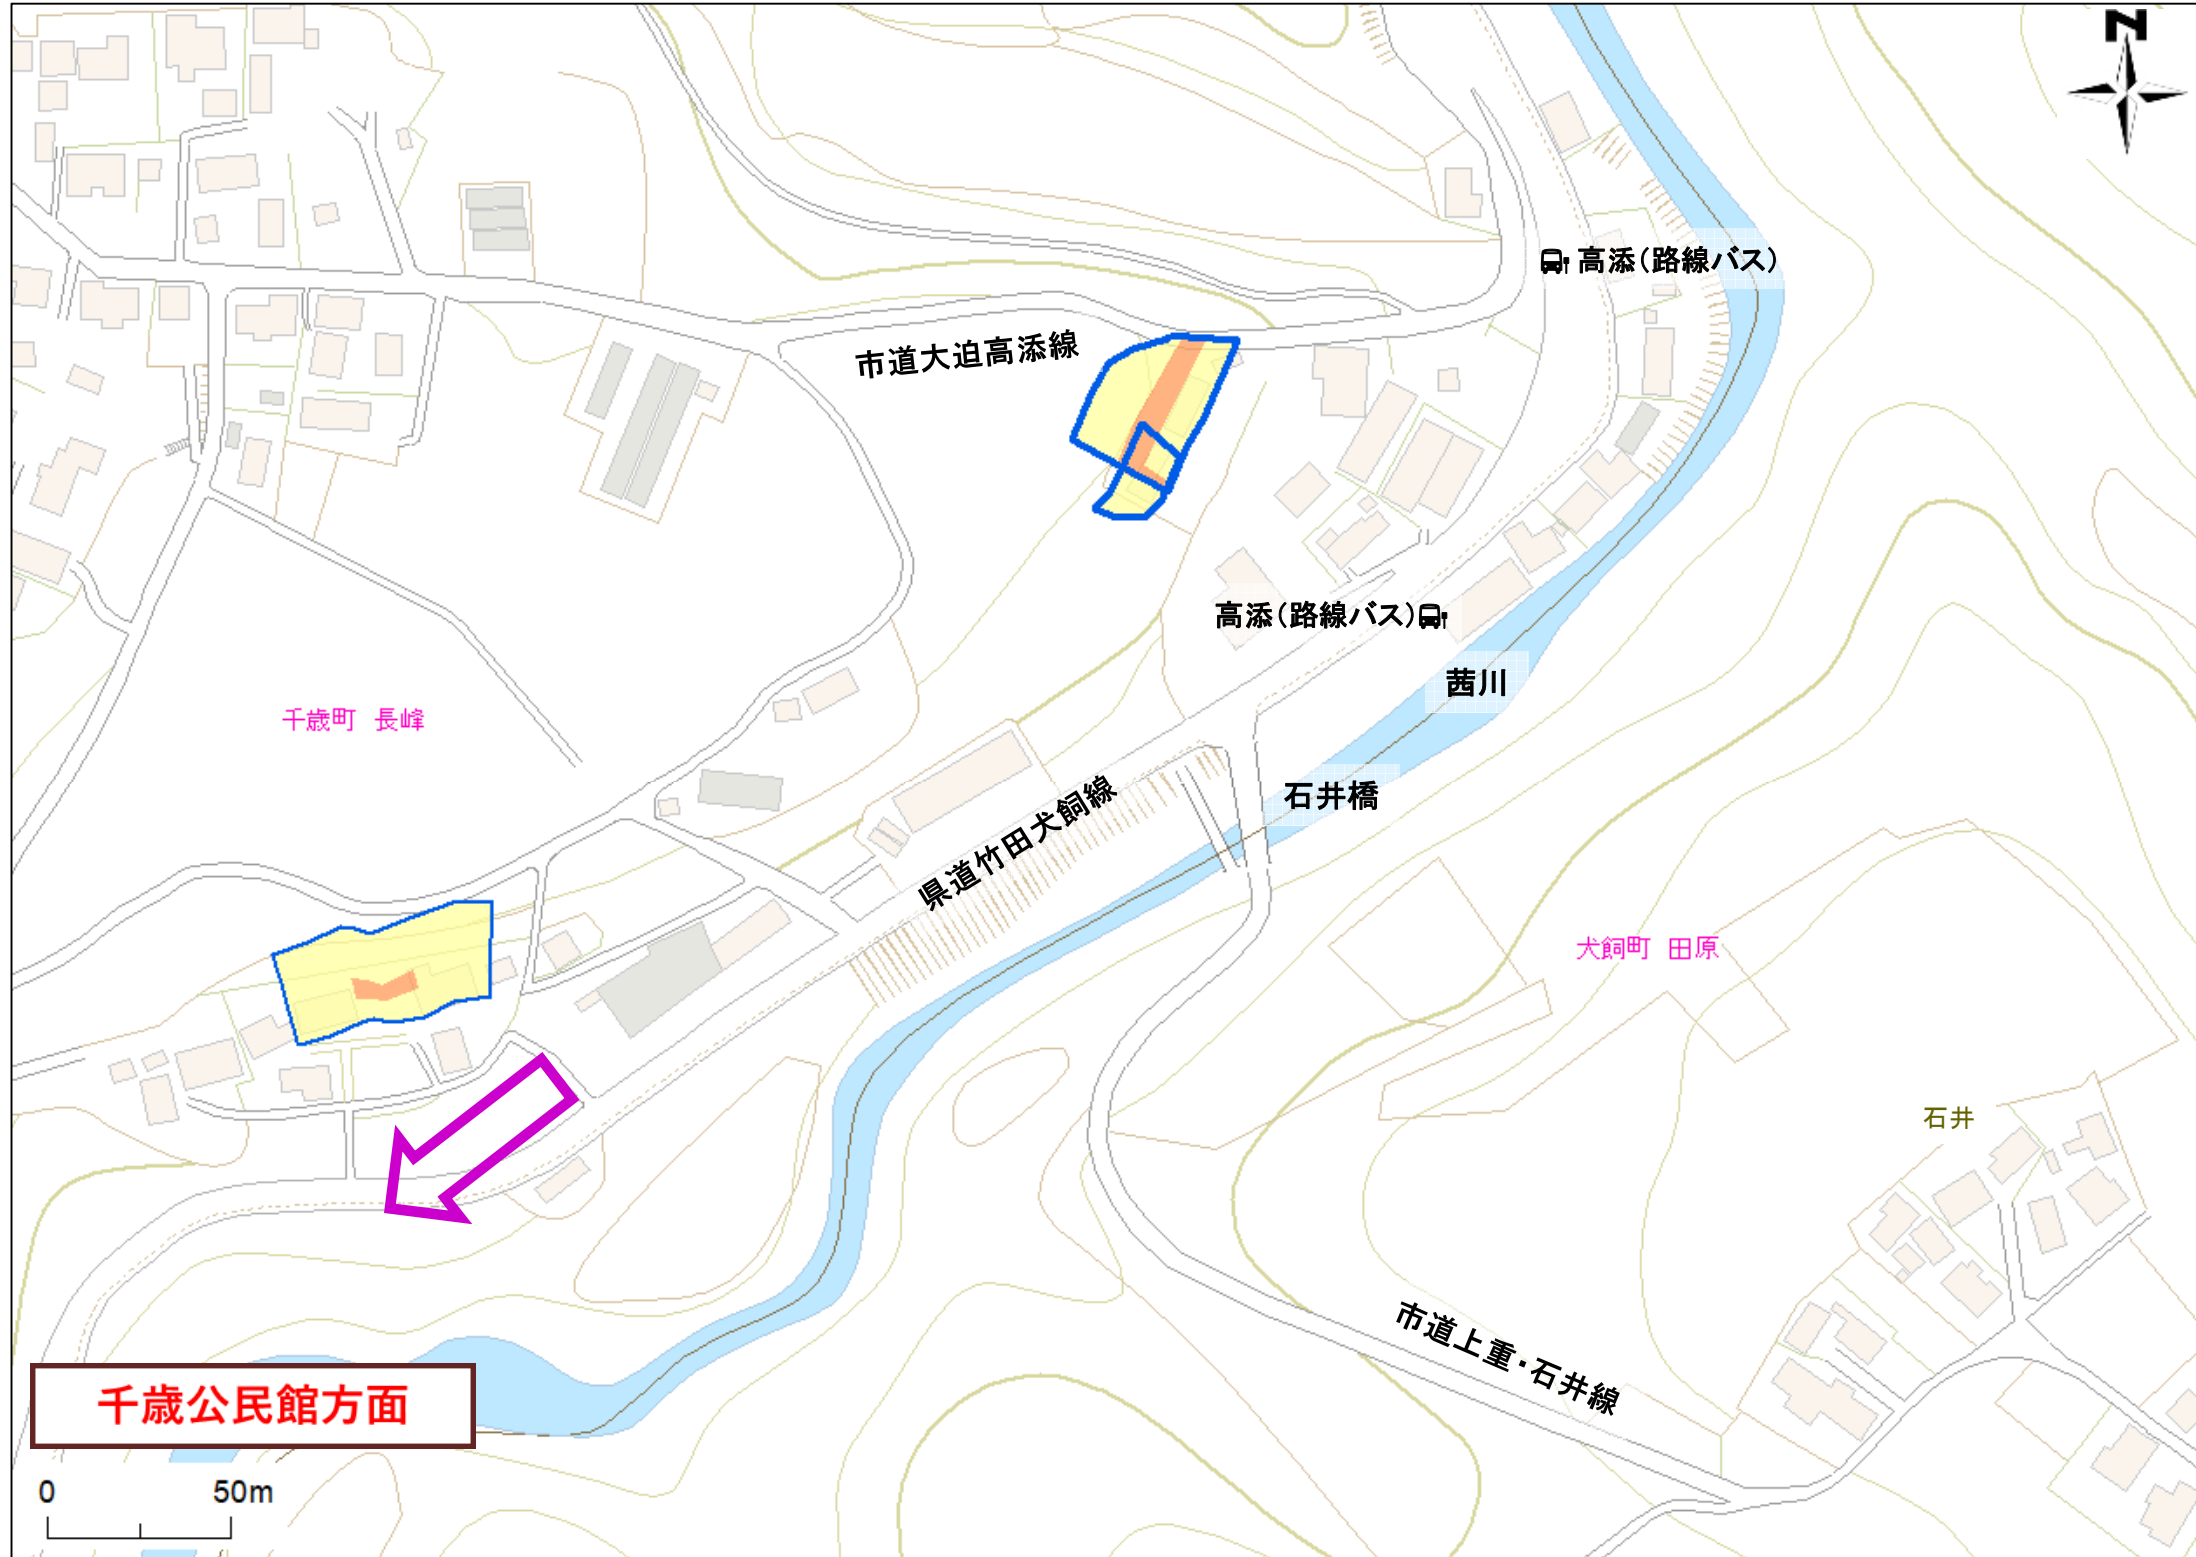 N
高添(路線バス)
市道大迫高添線
高添(路線バス)
茜川
千歳町 長峰
石井橋
県道竹田犬飼線
犬飼町 田原
石井
市道上重・石井線
千歳公民館方面
0 50m